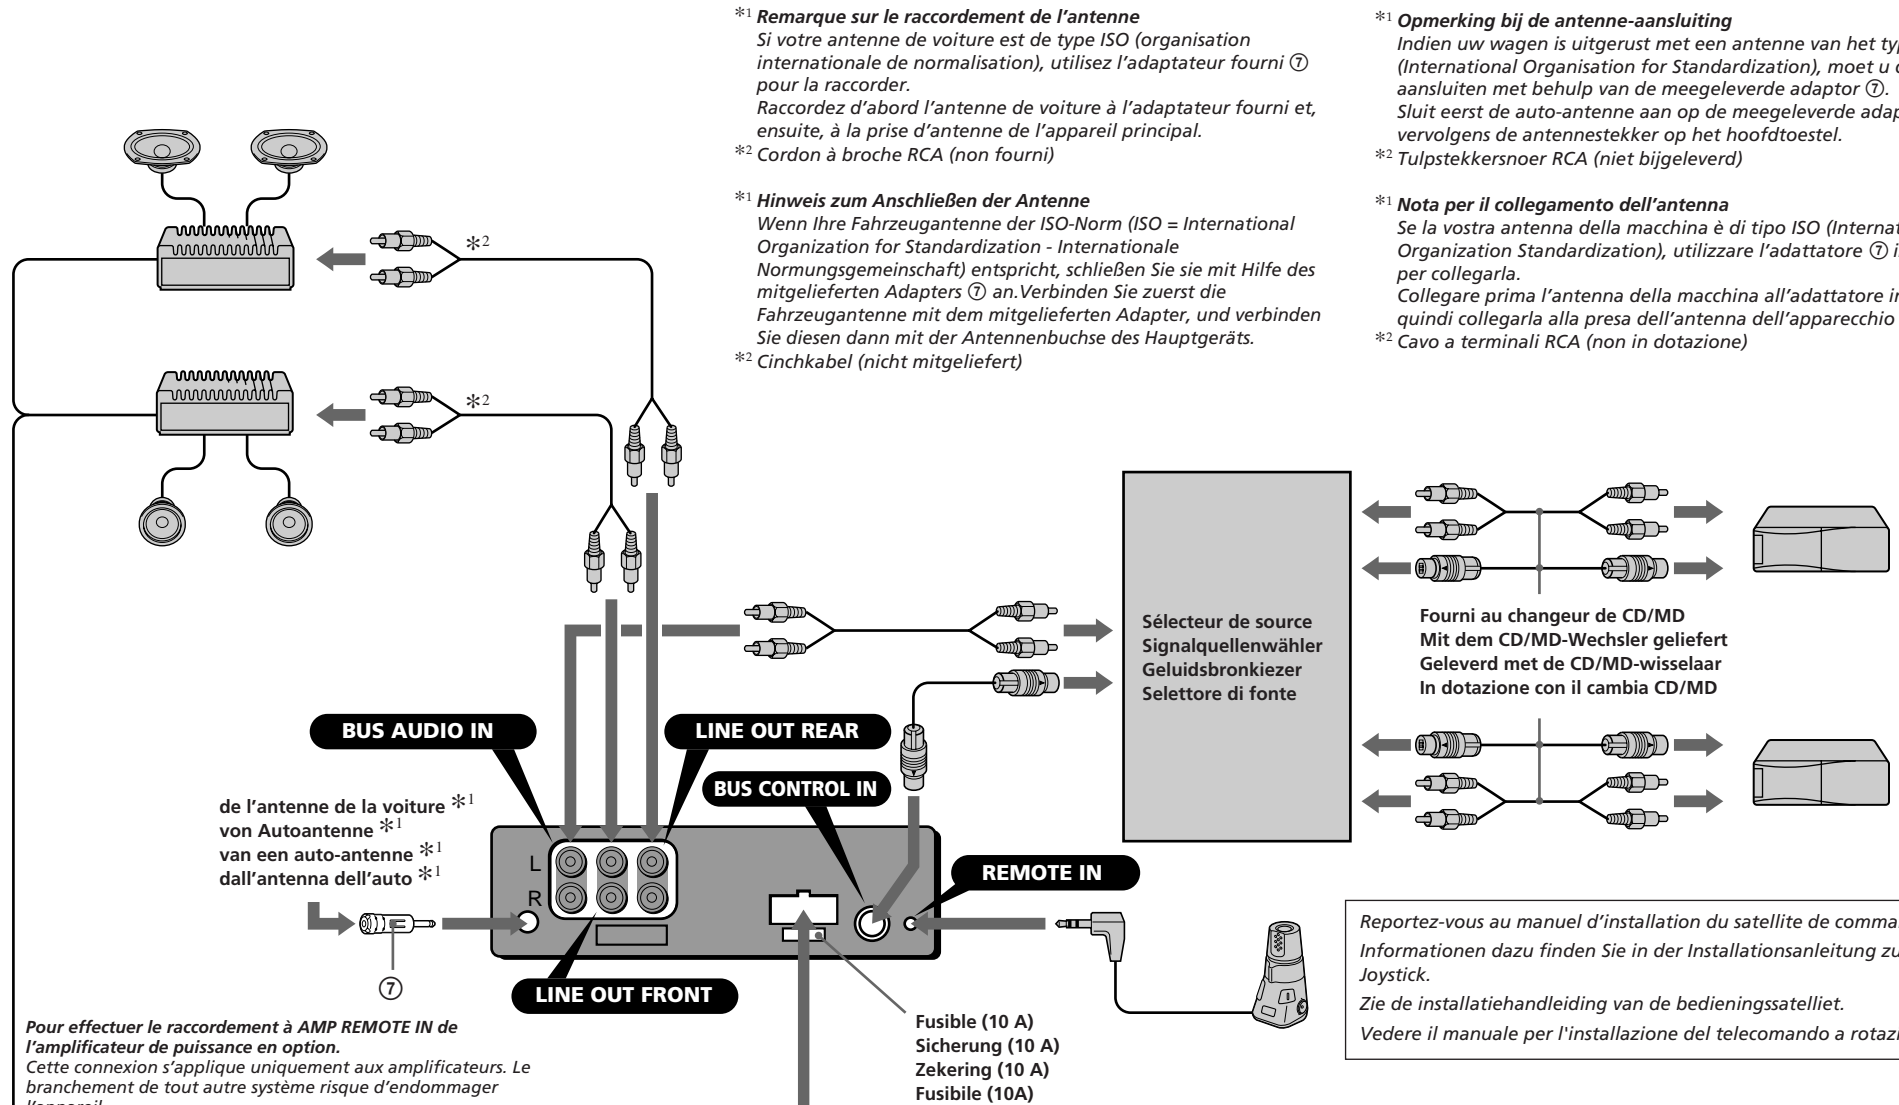 *1 Remarque sur le raccordement de l'antenne
Si votre antenne de voiture est de type ISO (organisation
internationale de normalisation), utilisez l'adaptateur fourni ⑦
pour la raccorder.
Raccordez d'abord l'antenne de voiture à l'adaptateur fourni et,
ensuite, à la prise d'antenne de l'appareil principal.
*2 Cordon à broche RCA (non fourni)
*1 Hinweis zum Anschließen der Antenne
Wenn Ihre Fahrzeugantenne der ISO-Norm (ISO = International
Organization for Standardization - Internationale
Normungsgemeinschaft) entspricht, schließen Sie sie mit Hilfe des
mitgelieferten Adapters ⑦ an.Verbinden Sie zuerst die
Fahrzeugantenne mit dem mitgelieferten Adapter, und verbinden
Sie diesen dann mit der Antennenbuchse des Hauptgeräts.
*2 Cinchkabel (nicht mitgeliefert)
*1 Opmerking bij de antenne-aansluiting
Indien uw wagen is uitgerust met een antenne van het
(International Organisation for Standardization), moet u
aansluiten met behulp van de meegeleverde adaptor ⑦.
Sluit eerst de auto-antenne aan op de meegeleverde
vervolgens de antennestekker op het hoofdtoestel.
*2 Tulpstekkersnoer RCA (niet bijgeleverd)
*1 Nota per il collegamento dell'antenna
Se la vostra antenna della macchina è di tipo ISO
Organization Standardization), utilizzare l'adattatore ⑦
per collegarla.
Collegare prima l'antenna della macchina all'adattatore
quindi collegarla alla presa dell'antenna dell'apparecchio
*2 Cavo a terminali RCA (non in dotazione)
*2
*2
Sélecteur de source
Signalquellenwähler
Geluidsbronkiezer
Selettore di fonte
Fourni au changeur de CD/MD
Mit dem CD/MD-Wechsler geliefert
Geleverd met de CD/MD-wisselaar
In dotazione con il cambia CD/MD
BUS AUDIO IN
LINE OUT REAR
BUS CONTROL IN
de l'antenne de la voiture *1
von Autoantenne *1
van een auto-antenne *1
dall'antenna dell'auto *1
L
R
REMOTE IN
⑦
LINE OUT FRONT
Fusible (10 A)
Sicherung (10 A)
Zekering (10 A)
Fusibile (10A)
Reportez-vous au manuel d'installation du satellite de
Informationen dazu finden Sie in der Installationsanleitung
Joystick.
Zie de installatiehandleiding van de bedieningssatelliet.
Vedere il manuale per l'installazione del telecomando a
Pour effectuer le raccordement à AMP REMOTE IN de
l'amplificateur de puissance en option.
Cette connexion s'applique uniquement aux amplificateurs. Le
branchement de tout autre système risque d'endommager